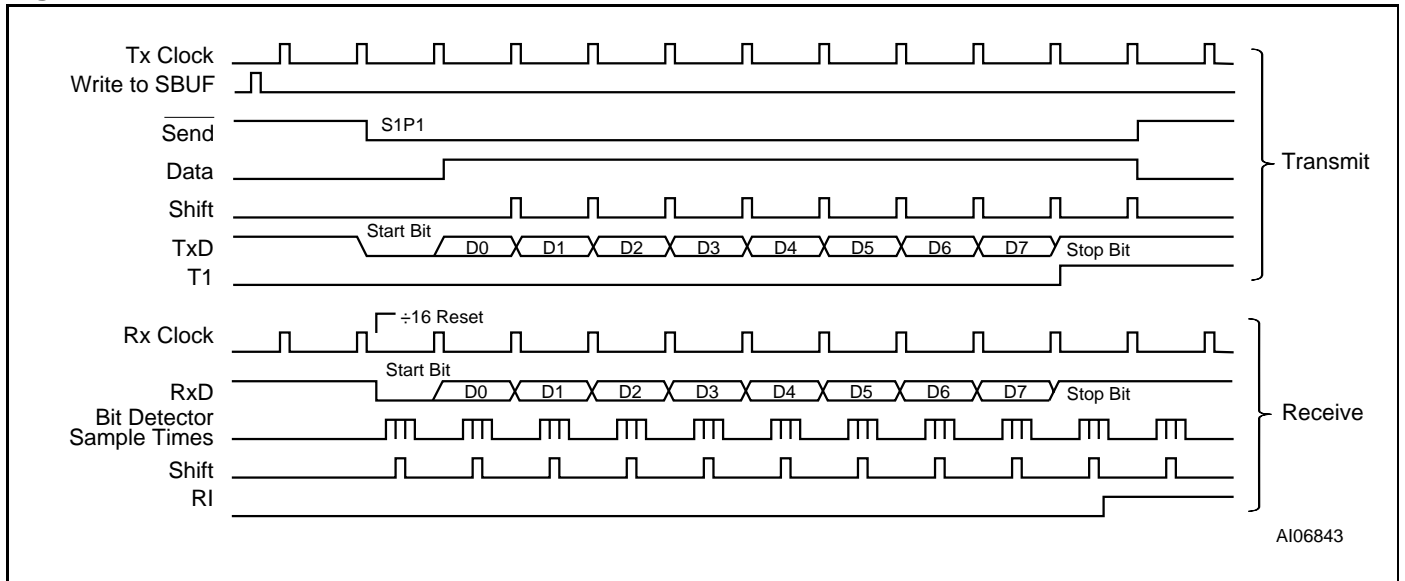 Tx Clock
Write to SBUF
Send
S1P1
Data
Transmit
Shift
TxD
Start Bit
D0 D1 D2 D3 D4 D5 D6 D7
Stop Bit
T1
Rx Clock
÷16 Reset
RxD
Start Bit
D0 D1 D2 D3 D4 D5 D6 D7
Stop Bit
Bit Detector
Sample Times
Receive
Shift
RI
AI06843